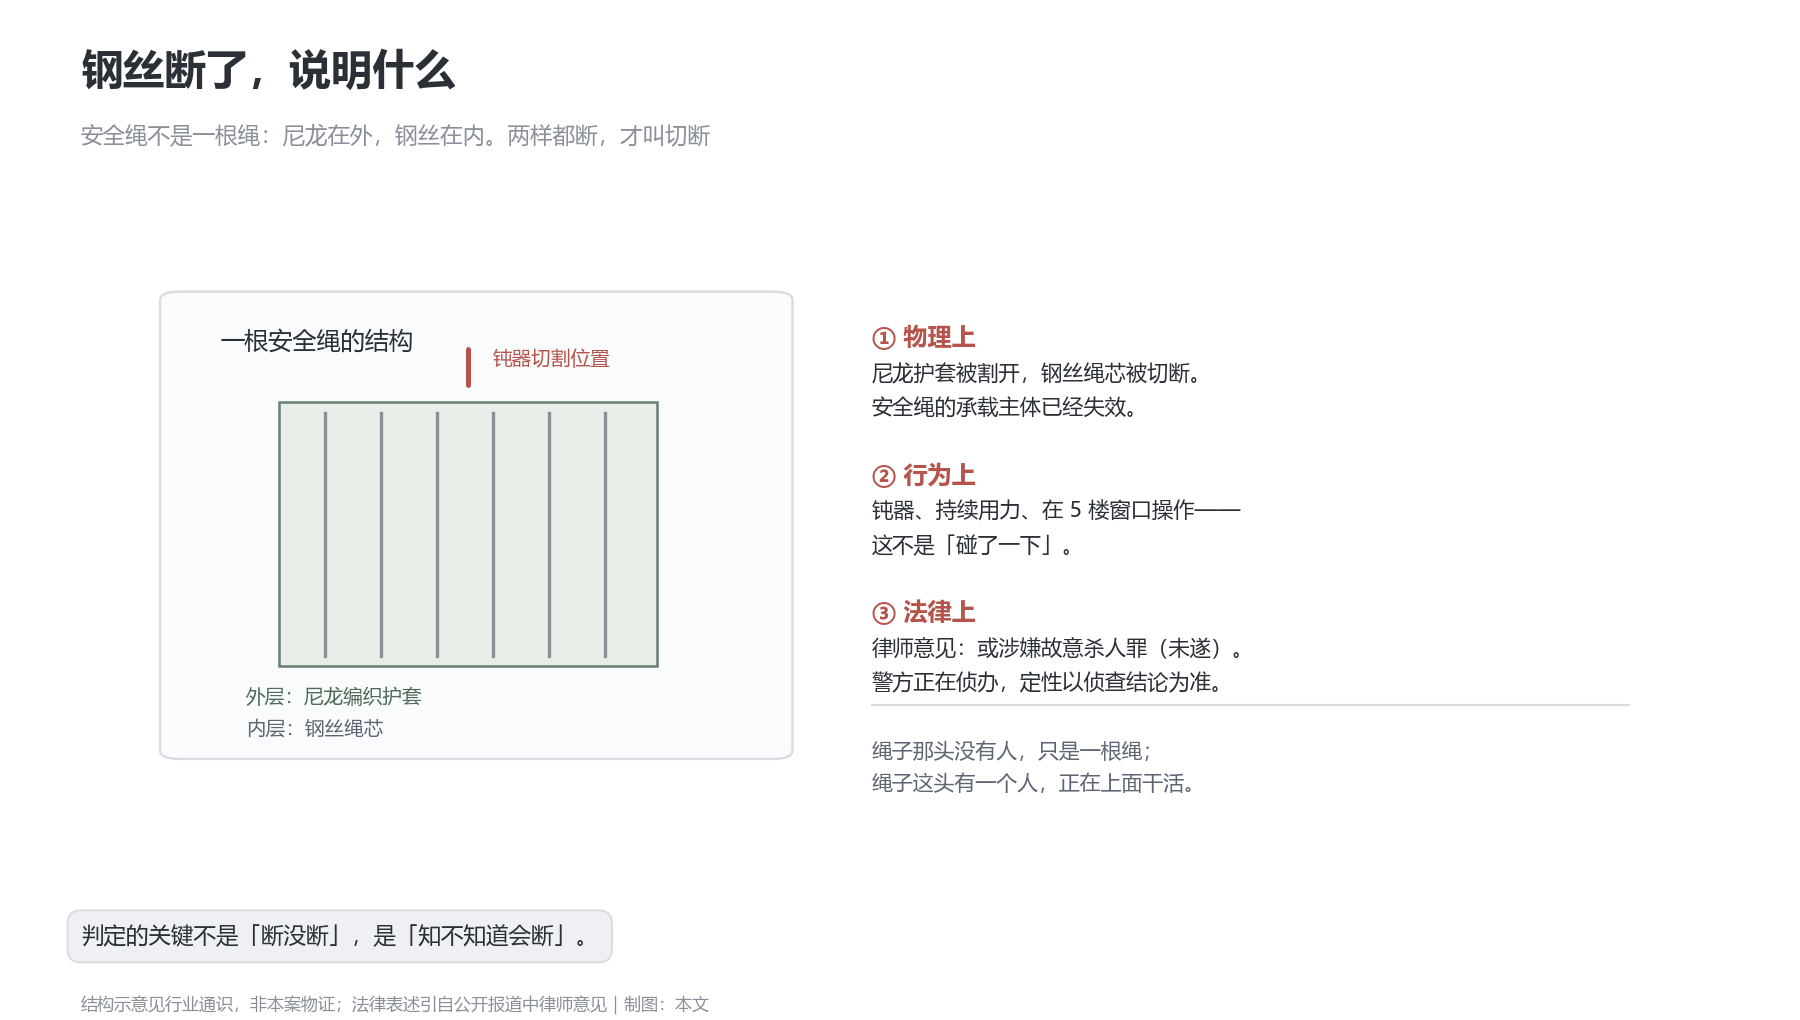 钢丝断了，说明什么
安全绳不是一根绳：尼龙在外，钢丝在内。两样都断，才叫切断
一根安全绳的结构
钝器切割位置
外层：尼龙编织护套
内层：钢丝绳芯
① 物理上
尼龙护套被割开，钢丝绳芯被切断。
安全绳的承载主体已经失效。
② 行为上
钝器、持续用力、在 5 楼窗口操作——
这不是「碰了一下」。
③ 法律上
律师意见：或涉嫌故意杀人罪（未遂）。
警方正在侦办，定性以侦查结论为准。
绳子那头没有人，只是一根绳；
绳子这头有一个人，正在上面干活。
判定的关键不是「断没断」，是「知不知道会断」。
结构示意见行业通识，非本案物证；法律表述引自公开报道中律师意见 | 制图：本文